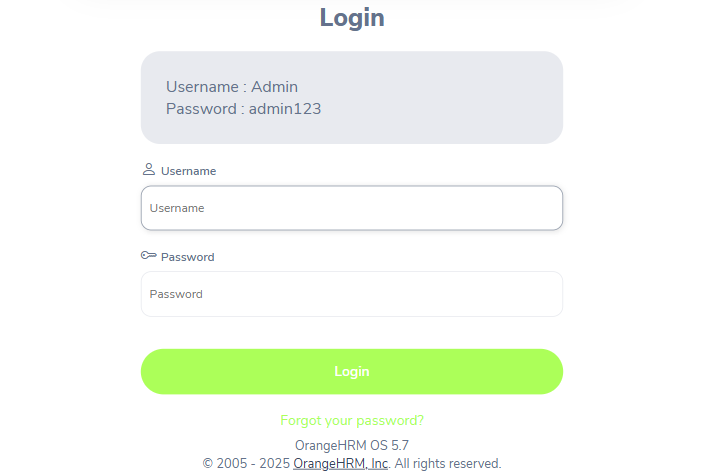 Login
Username : Admin
Password : admin123
Username
Username
Password
Password
Login
Forgot your password?
OrangeHRM OS 5.7
© 2005 - 2025 OrangeHRM, Inc. All rights reserved.